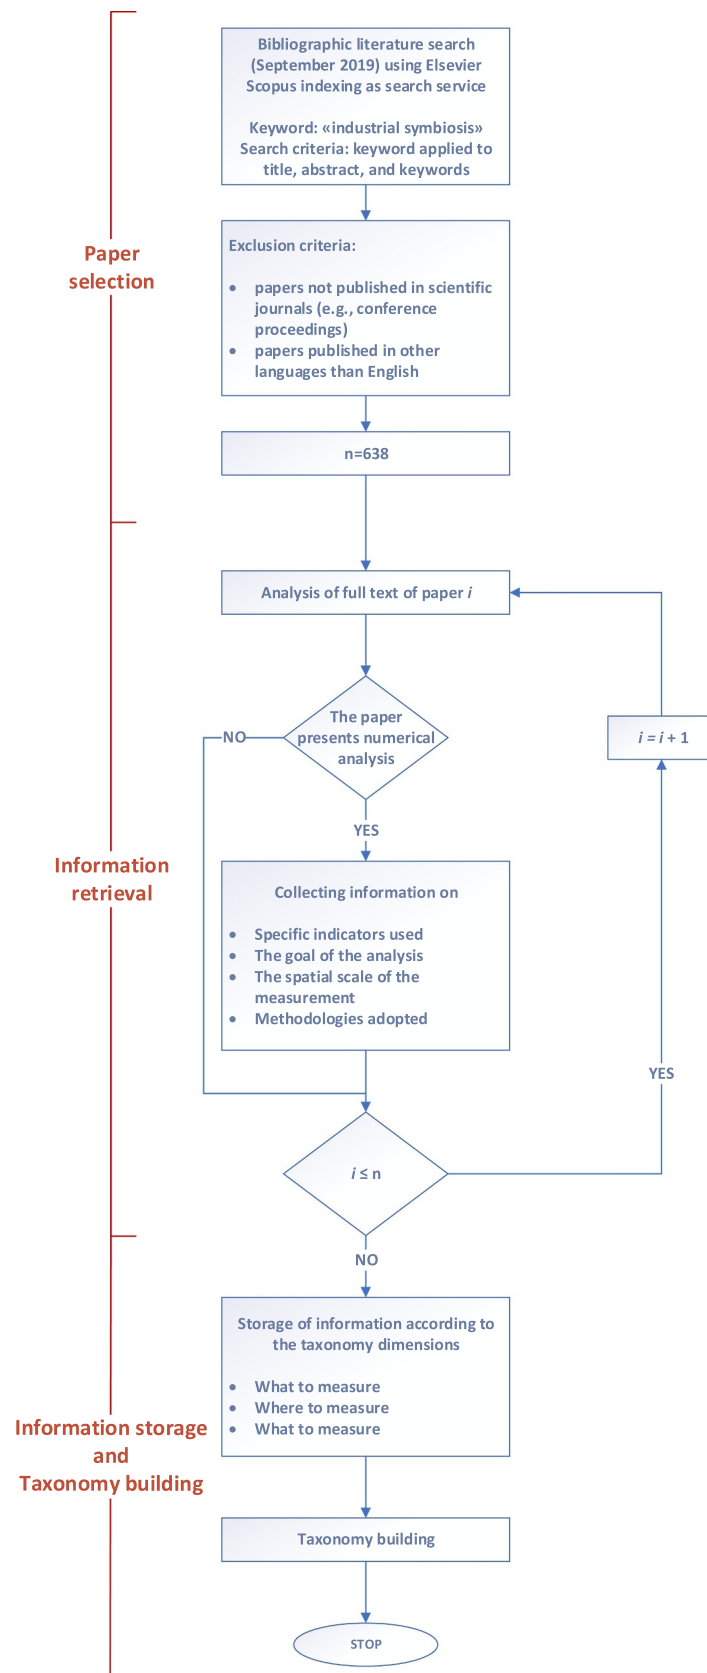 Bibliographic literature search
(September 2019) using Elsevier
Scopus indexing as search service
Keyword: «industrial symbiosis»
Search criteria: keyword applied to
title, abstract, and keywords
Paper
selection
Exclusion criteria:
• papers not published in scientific
journals (e.g., conference
proceedings)
• papers published in other
languages than English
n=638
Analysis of full text of paper i
The paper
presents numerical
analysis
NO
i = i + 1
YES
Information
retrieval
Collecting information on
• Specific indicators used
• The goal of the analysis
• The spatial scale of the
measurement
• Methodologies adopted
YES
i ≤ n
NO
Storage of information according to
the taxonomy dimensions
• What to measure
• Where to measure
• What to measure
Information storage
and
Taxonomy building
Taxonomy building
STOP